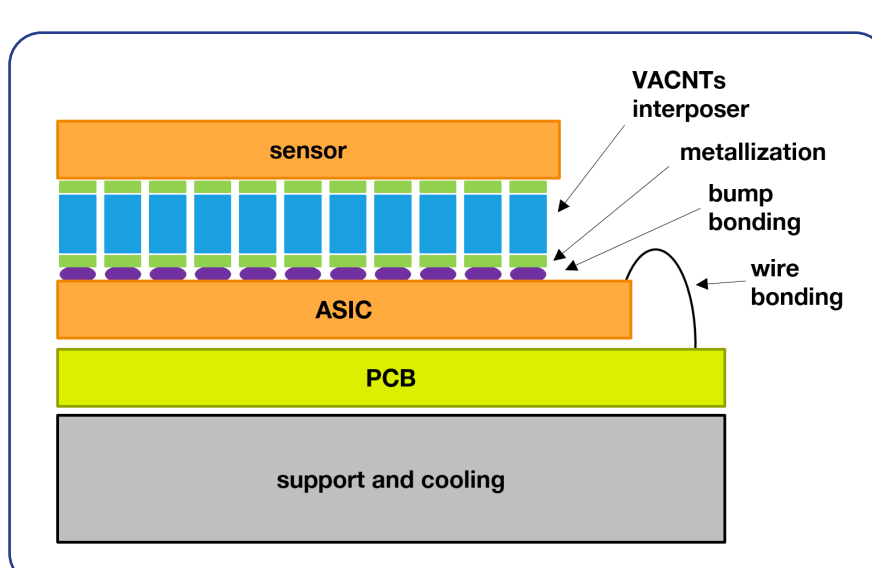 VACNTs
interposer
sensor
metallization
bump
bonding
wire
bonding
ASIC
PCB
support and cooling